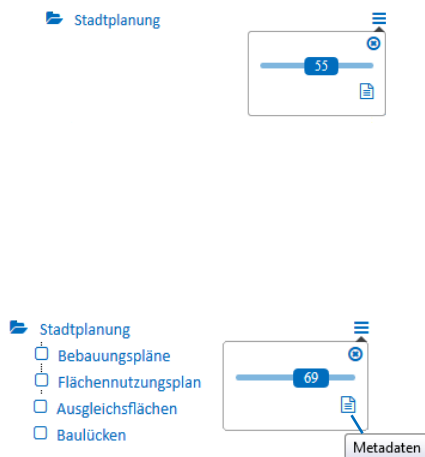 Stadtplanung
55
Stadtplanung
Bebauungspläne
Flächennutzungsplan
69
Ausgleichsflächen
Baulücken
Metadaten